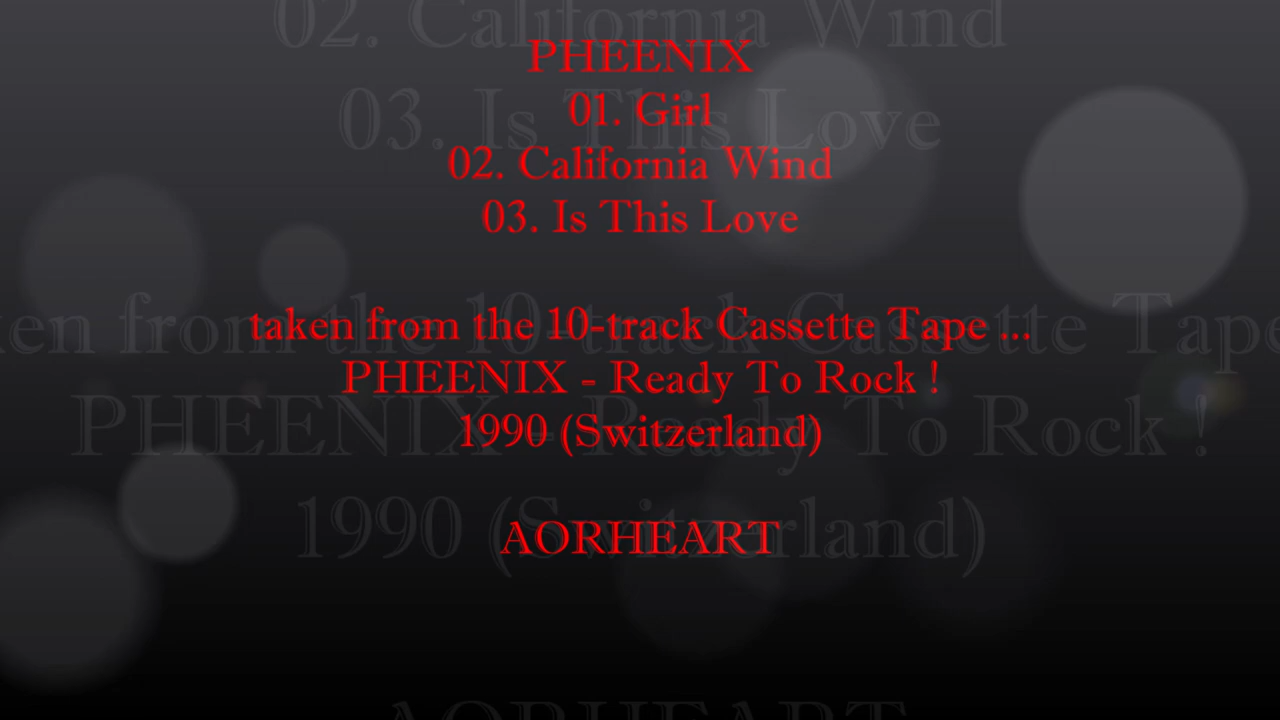 PHEENIX
01. Girl
02. California Wind
03. Is This Love
taken from the 10-track Cassette Tape ...
PHEENIX - Ready To Rock !
1990 (Switzerland)
AORHEART